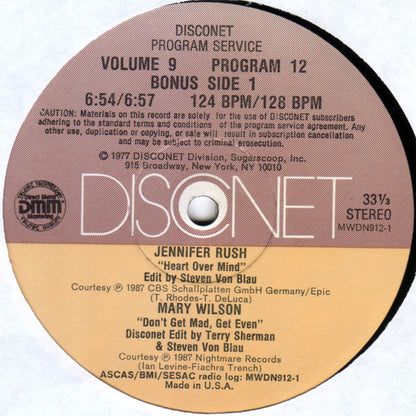 DISCONET
PROGRAM SERVICE
VOLUME 9 PROGRAM 12
BONUS SIDE 1
6:54/6:57 124 BPM/128 BPM
CAUTION: Materials on this record are solely for the use of DISCONET subscribers
adhering to the standard terms and conditions of the program service agreement. Any
other use, duplication or copying, or sale will result in subscription cancellation
and may be subject to criminal prosecution.
© 1977 DISCONET Division, Sugarscoop, Inc.
915 Broadway, New York, NY 10010
Direct Metal
DMM
Mastering
DISCONET
33⅓
STEREO
MWDN912-1
JENNIFER RUSH
"Heart Over Mind"
Edit by Steven Von Blau
Courtesy ℗ 1987 CBS Schallplatten GmbH Germany/Epic
(T. Rhodes-T. DeLuca)
MARY WILSON
"Don't Get Mad, Get Even"
Disconet Edit by Terry Sherman
& Steven Von Blau
Courtesy ℗ 1987 Nightmare Records
(Ian Levine-Fiachra Trench)
ASCAS/BMI/SESAC radio log: MWDN912-1
Made in U.S.A.